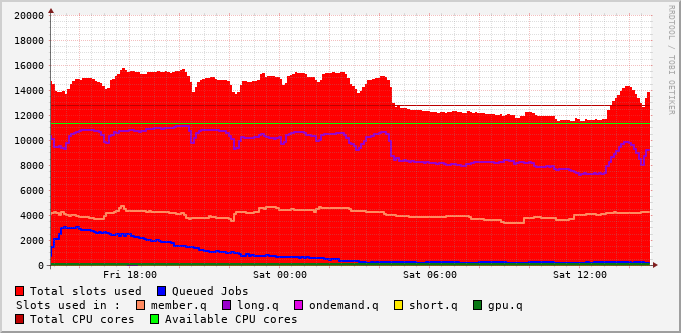 RRDTOOL / TOBI OETIKER
20000
18000
16000
14000
12000
10000
8000
6000
4000
2000
0
Fri 18:00 Sat 00:00 Sat 06:00 Sat 12:00
Total slots used Queued Jobs
Slots used in : member.q long.q ondemand.q short.q gpu.q
Total CPU cores Available CPU cores